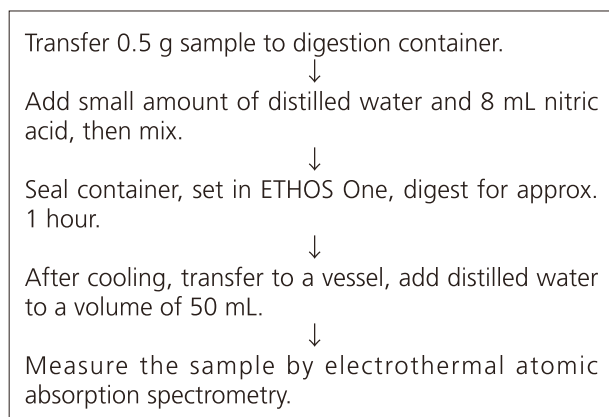 Transfer 0.5 g sample to digestion container.
↓
Add small amount of distilled water and 8 mL nitric
acid, then mix.
↓
Seal container, set in ETHOS One, digest for approx.
1 hour.
↓
After cooling, transfer to a vessel, add distilled water
to a volume of 50 mL.
↓
Measure the sample by electrothermal atomic
absorption spectrometry.